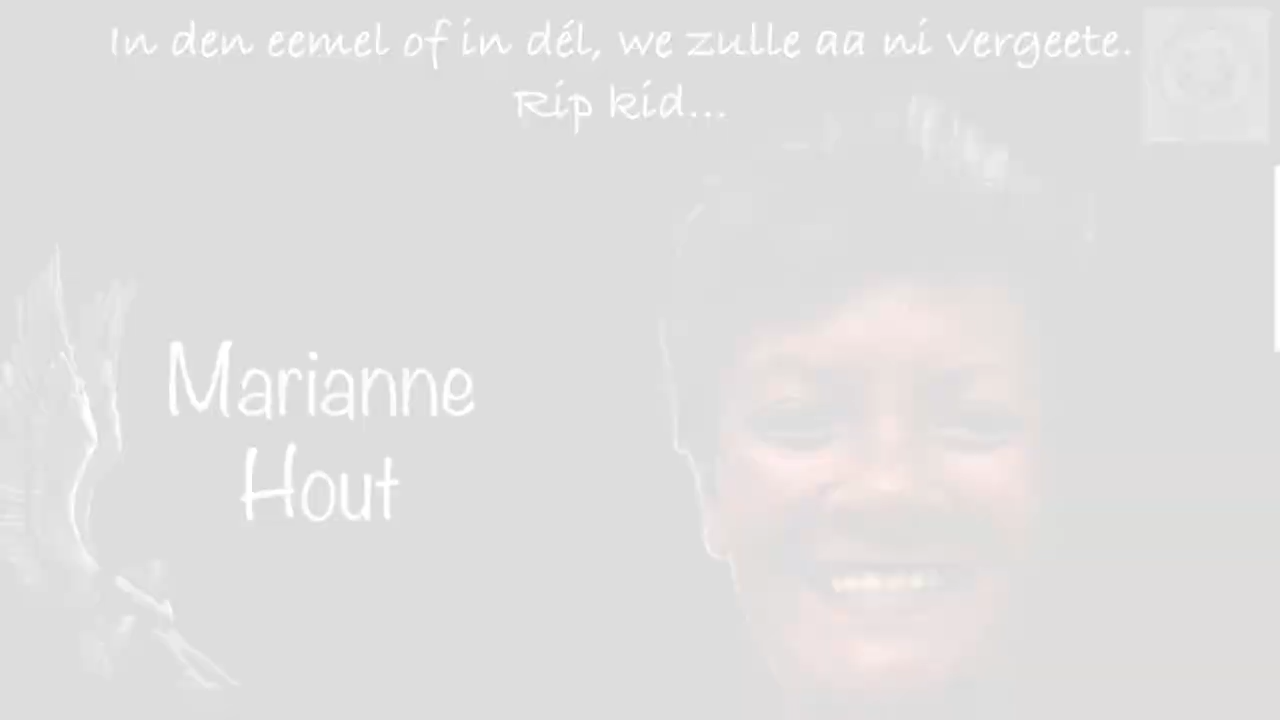 In den eemel of in dél, we zulle aa ni vergeete.
Rip kid...
Marianne
Hout